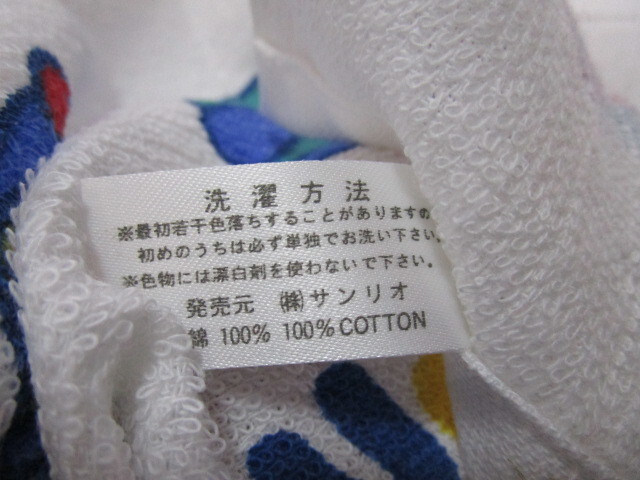 洗濯方法
※最初若干色落ちすることがありますの
初めのうちは必ず単独でお洗い下さい。
※色物には漂白剤を使わないで下さい。
発売元 ㈱サンリオ
綿 100% 100% COTTON